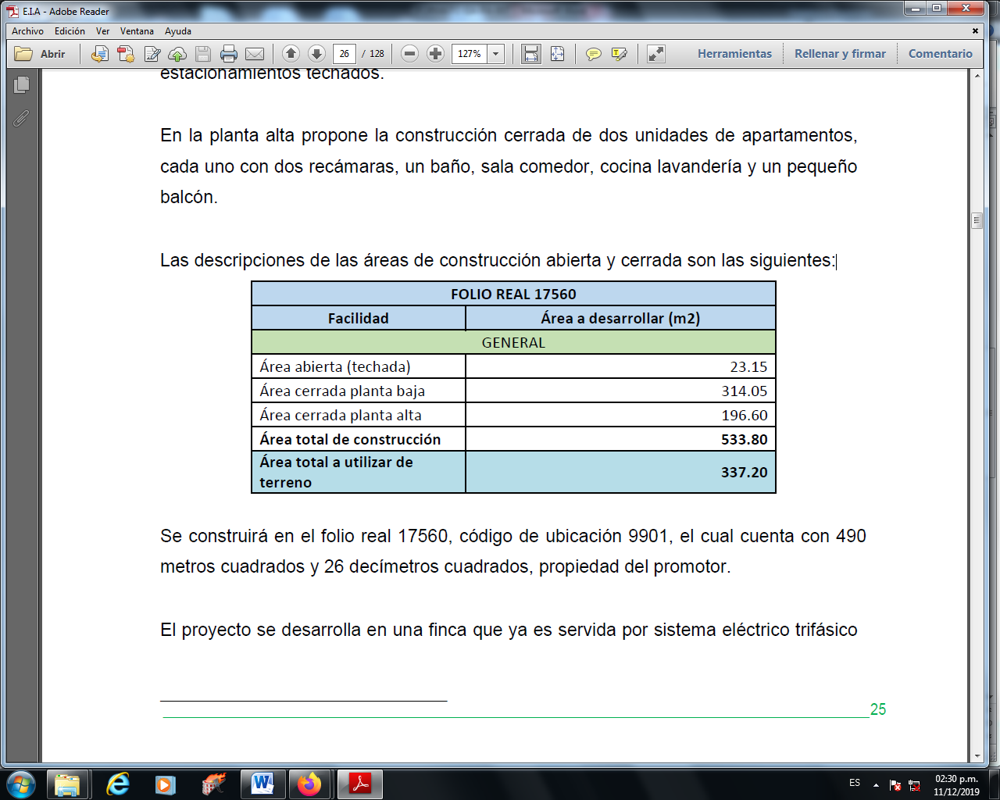 E.I.A - Adobe Reader
Archivo Edición Ver Ventana Ayuda
Abrir 26 / 128 127% Herramientas Rellenar y firmar Comentario
estacionamientos techados.
En la planta alta propone la construcción cerrada de dos unidades de apartamentos,
cada uno con dos recámaras, un baño, sala comedor, cocina lavandería y un pequeño
balcón.
Las descripciones de las áreas de construcción abierta y cerrada son las siguientes:
FOLIO REAL 17560
Facilidad Área a desarrollar (m2)
GENERAL
Área abierta (techada) 23.15
Área cerrada planta baja 314.05
Área cerrada planta alta 196.60
Área total de construcción 533.80
Área total a utilizar de
terreno 337.20
Se construirá en el folio real 17560, código de ubicación 9901, el cual cuenta con 490
metros cuadrados y 26 decímetros cuadrados, propiedad del promotor.
El proyecto se desarrolla en una finca que ya es servida por sistema eléctrico trifásico
25
ES 02:30 p.m.
11/12/2019